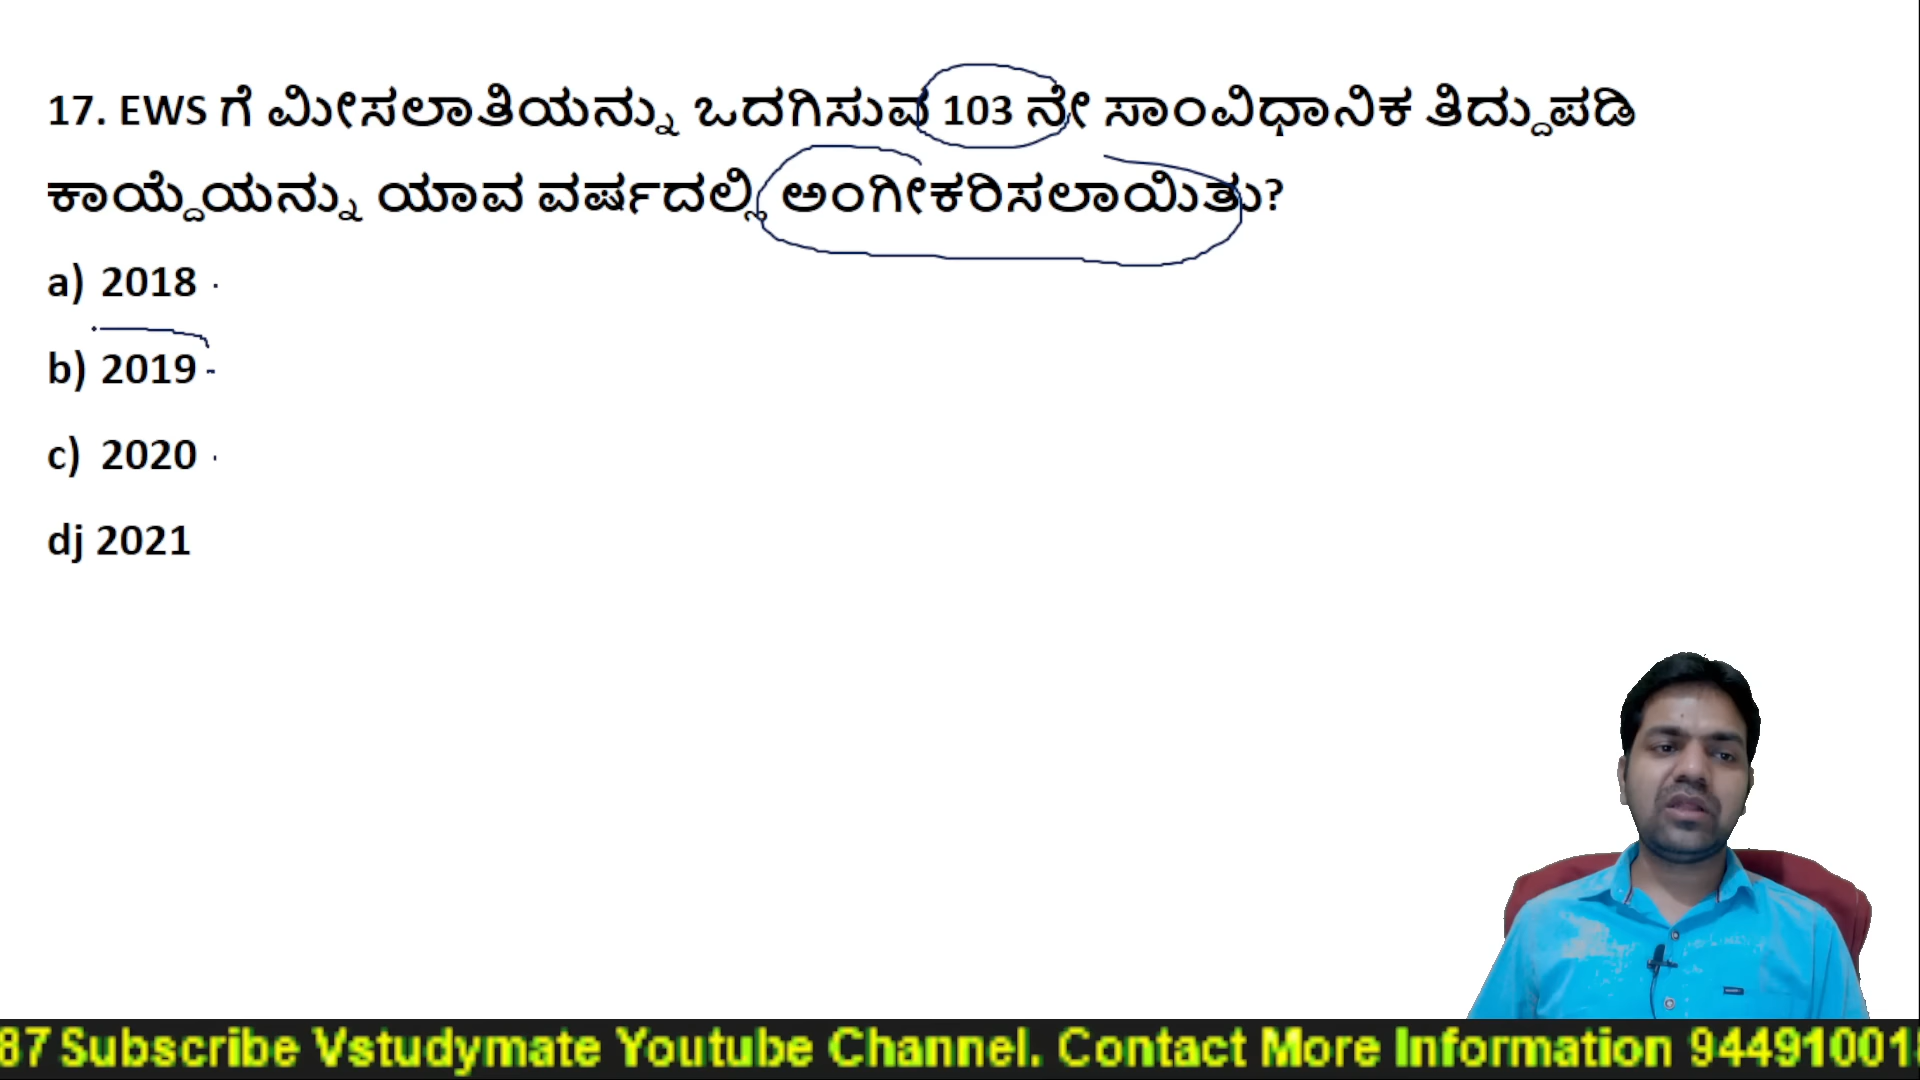 17. EWS ಗೆ ಮೀಸಲಾತಿಯನ್ನು ಒದಗಿಸುವ 103 ನೇ ಸಾಂವಿಧಾನಿಕ ತಿದ್ದುಪಡಿ
ಕಾಯ್ದೆಯನ್ನು ಯಾವ ವರ್ಷದಲ್ಲಿ ಅಂಗೀಕರಿಸಲಾಯಿತು?
a) 2018
b) 2019
c) 2020
dj 2021
87 Subscribe Vstudymate Youtube Channel. Contact More Information 94491001